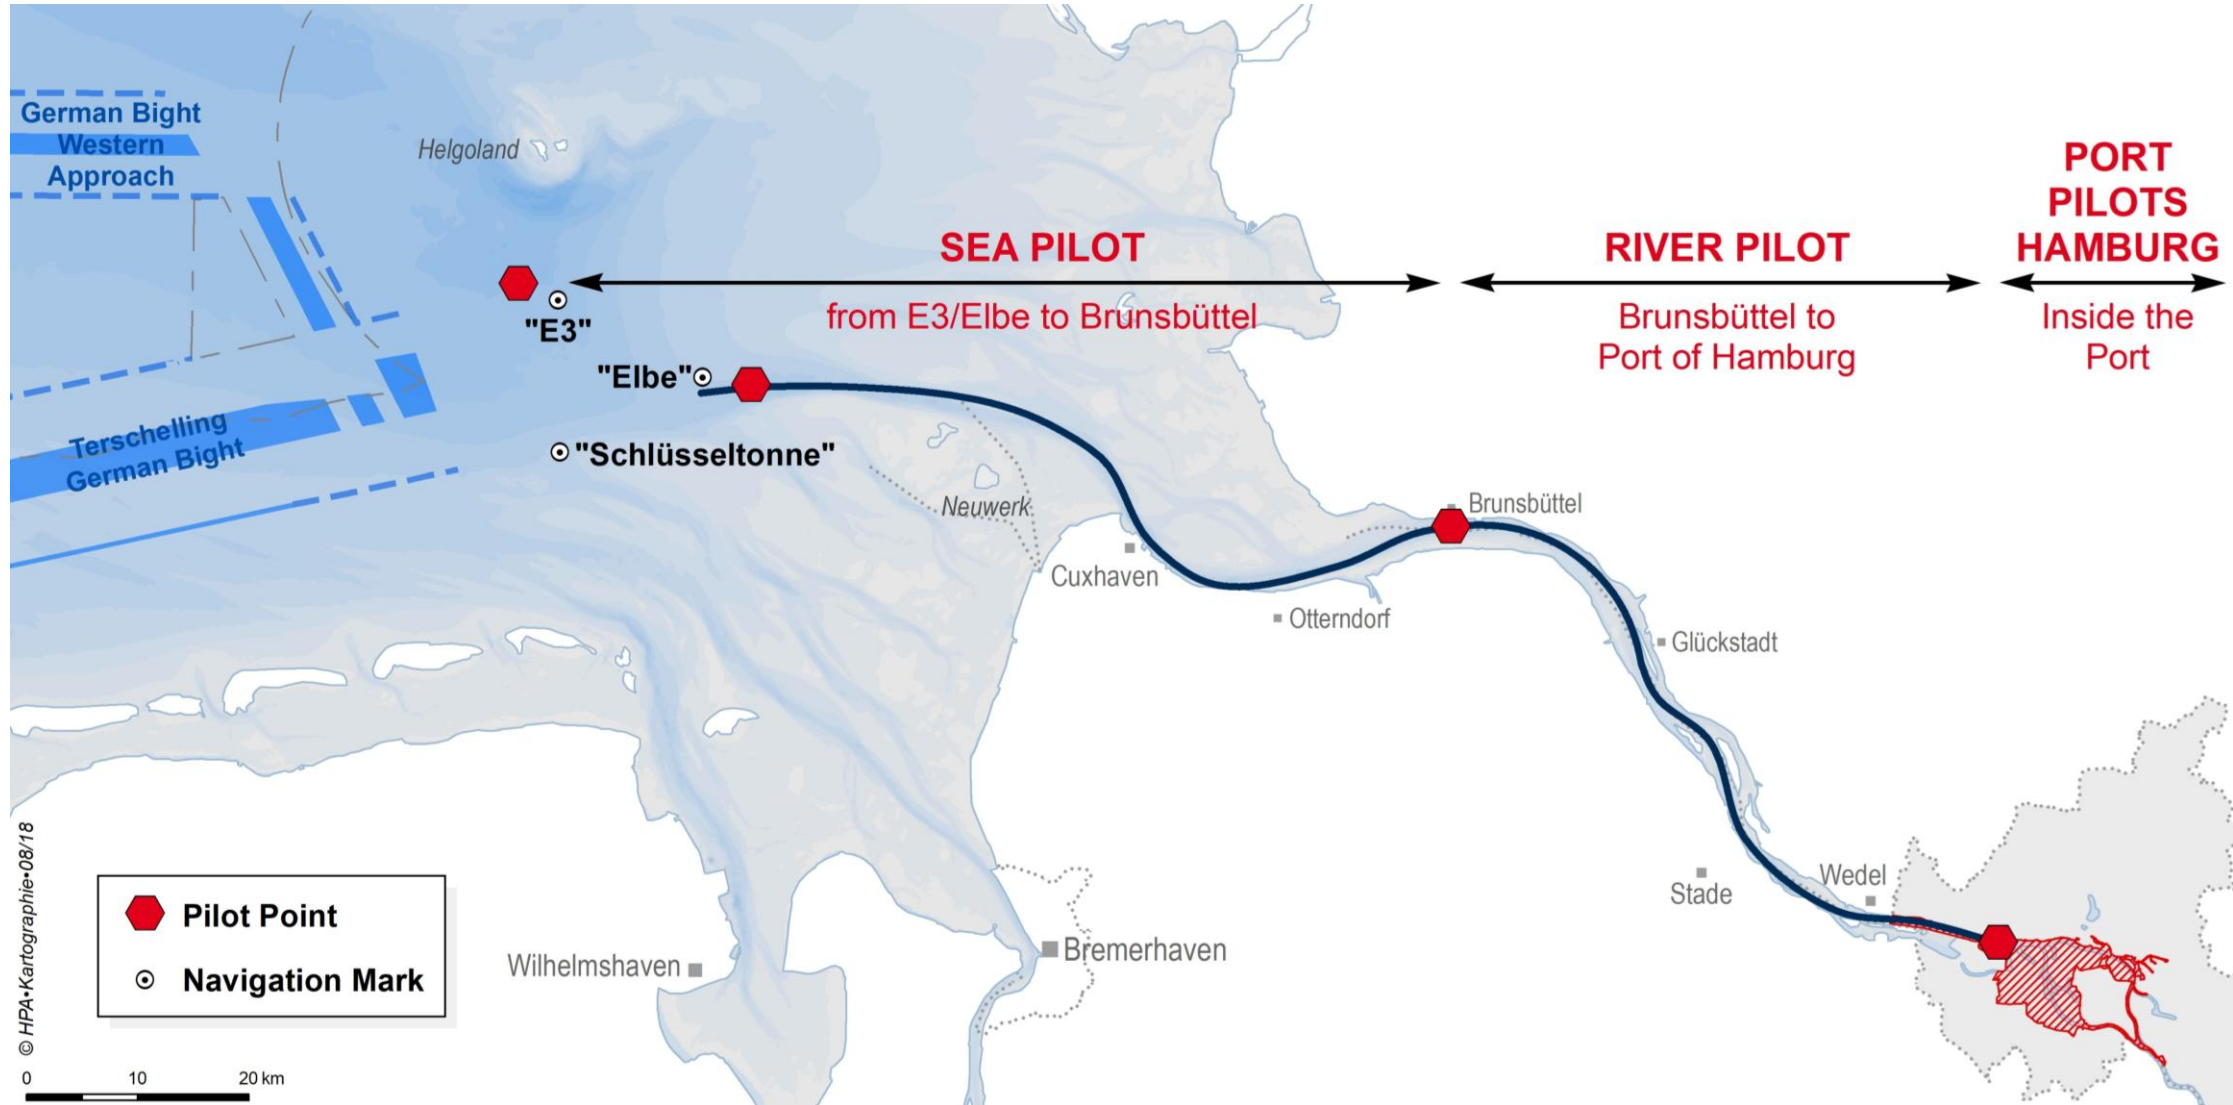 German Bight
Western
Approach
Helgoland
SEA PILOT
from E3/Elbe to Brunsbüttel
RIVER PILOT
Brunsbüttel to
Port of Hamburg
PORT
PILOTS
HAMBURG
Inside the
Port
"E3"
"Elbe"
"Schlüsseltonne"
Terschelling
German Bight
Neuwerk
Brunsbüttel
Cuxhaven
Otterndorf
Glückstadt
Stade
Wedel
Wilhelmshaven
Bremerhaven
Pilot Point
Navigation Mark
© HPA•Kartographie•08/18
0 10 20 km